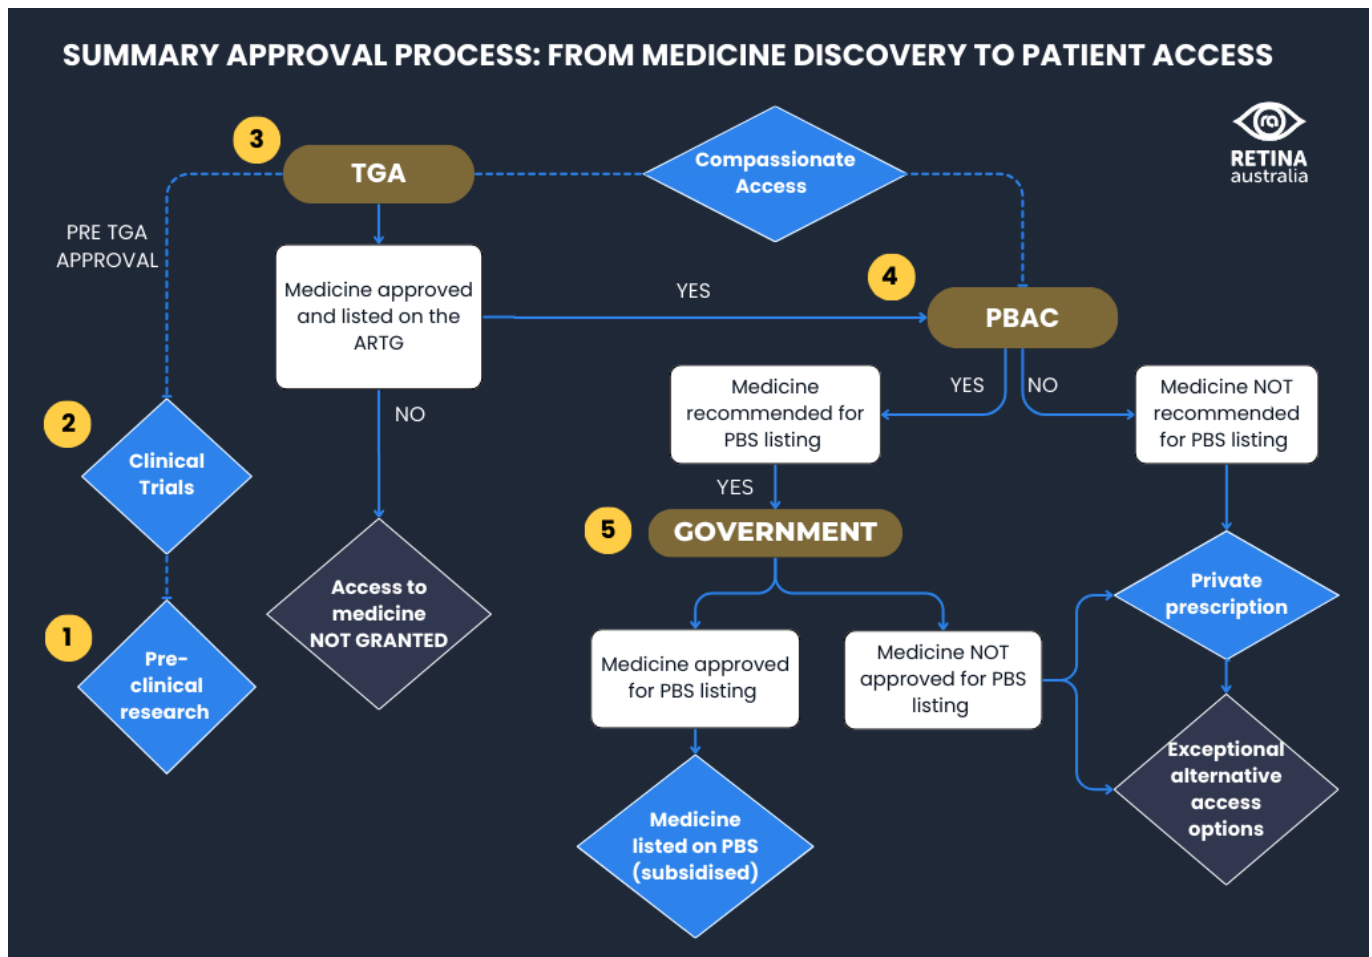 SUMMARY APPROVAL PROCESS: FROM MEDICINE DISCOVERY TO PATIENT ACCESS
RETINA
australia
3
TGA
Compassionate
Access
PRE TGA
APPROVAL
Medicine approved
and listed on the
ARTG
YES
4
PBAC
NO
YES
NO
Medicine
recommended for
PBS listing
Medicine NOT
recommended
for PBS listing
2
Clinical
Trials
YES
5
GOVERNMENT
Access to
medicine
NOT GRANTED
Private
prescription
1
Pre-
clinical
research
Medicine approved
for PBS listing
Medicine NOT
approved for PBS
listing
Exceptional
alternative
access
options
Medicine
listed on PBS
(subsidised)